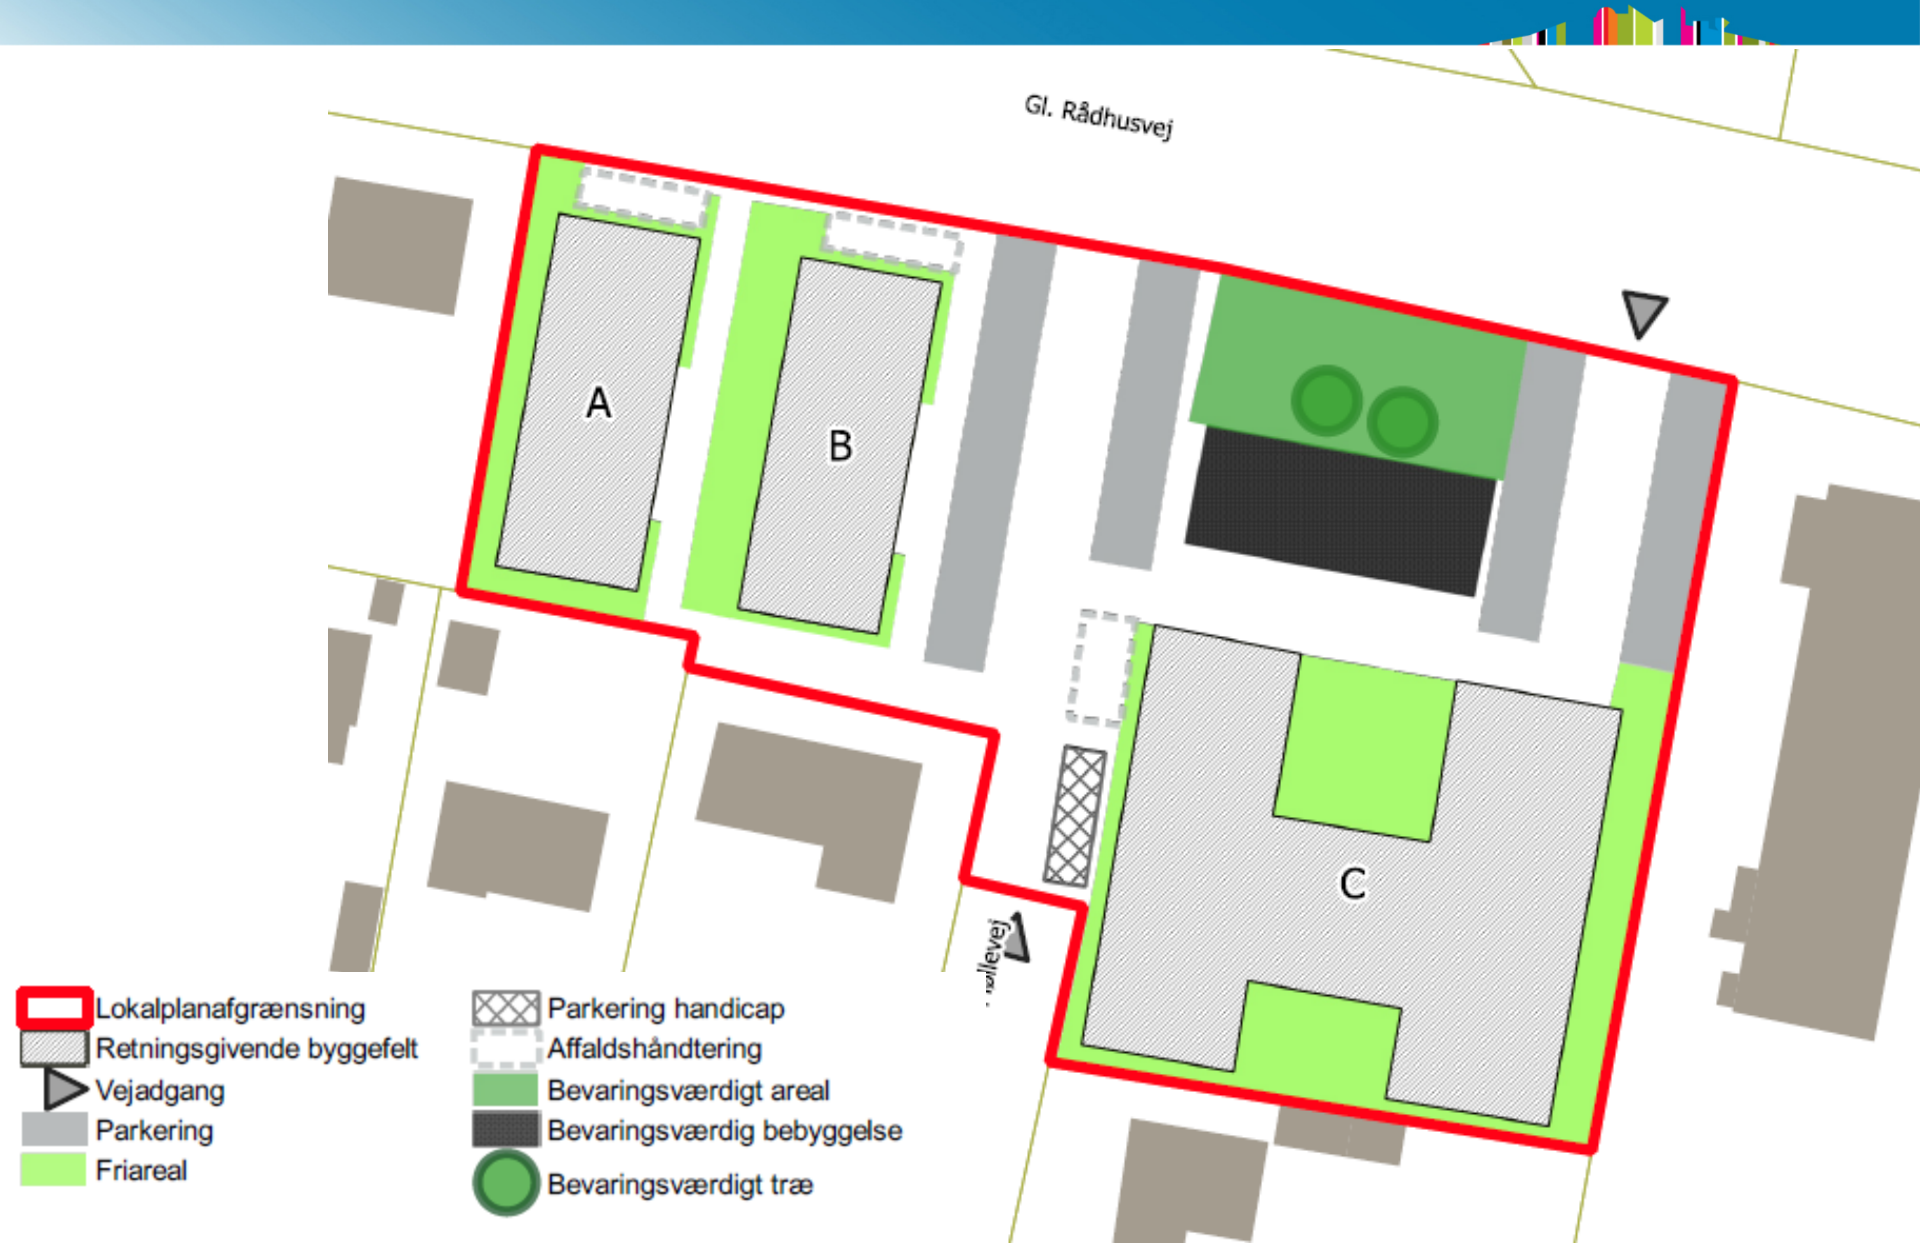 Gl. Rådhusvej
A
B
C
Lokalplanafgrænsning
Retningsgivende byggefelt
Vejadgang
Parkering
Friareal
Parkering handicap
Affaldshåndtering
Bevaringsværdigt areal
Bevaringsværdig bebyggelse
Bevaringsværdigt træ